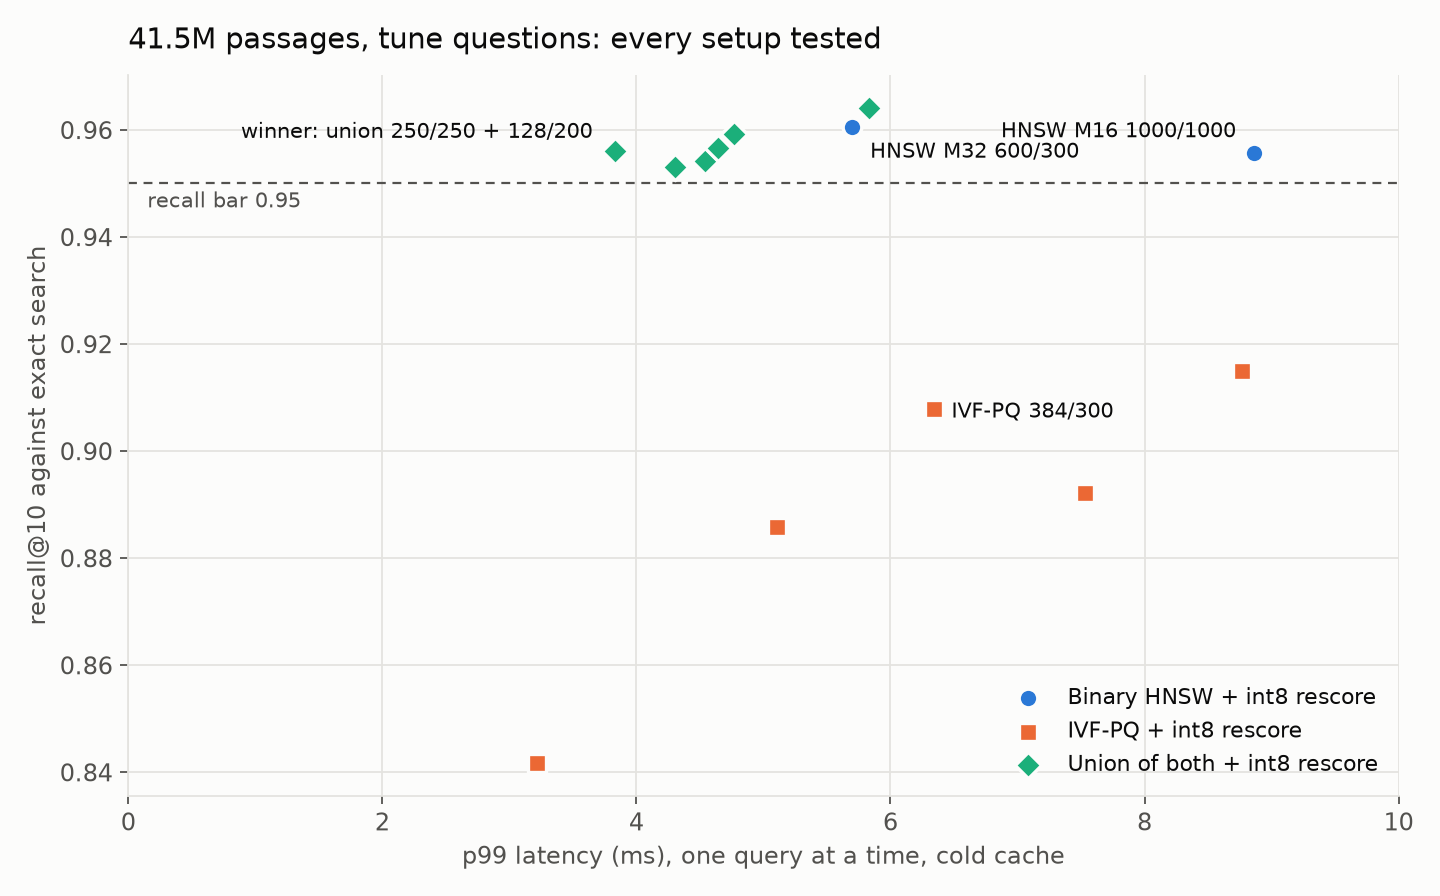 41.5M passages, tune questions: every setup tested
recall@10 against exact search
0.96
0.94
0.92
0.90
0.88
0.86
0.84
winner: union 250/250 + 128/200
HNSW M16 1000/1000
HNSW M32 600/300
recall bar 0.95
IVF-PQ 384/300
Binary HNSW + int8 rescore
IVF-PQ + int8 rescore
Union of both + int8 rescore
0 2 4 6 8 10
p99 latency (ms), one query at a time, cold cache